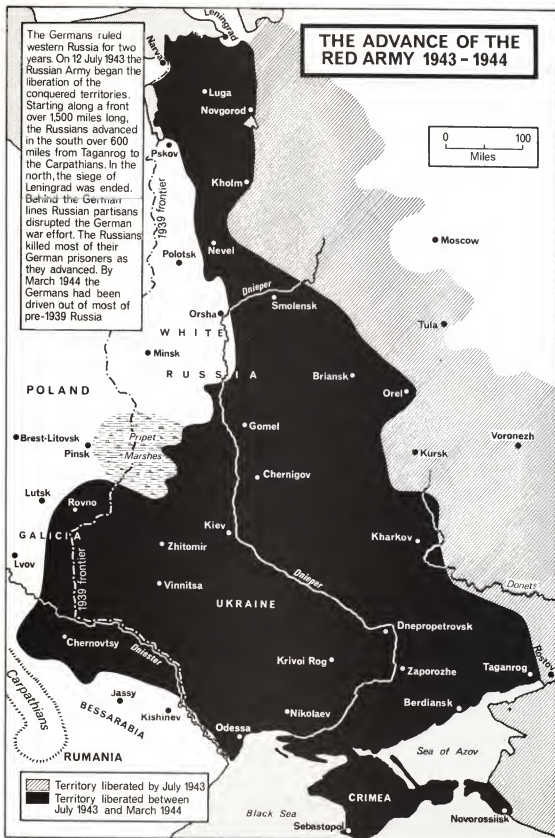 The Germans ruled
western Russia for two
years. On 12 July 1943 the
Russian Army began the
liberation of the
conquered territories.
Starting along a front
over 1,500 miles long,
the Russians advanced
in the south over 600
miles from Taganrog to
the Carpathians. In the
north, the siege of
Leningrad was ended.
Behind the German
lines Russian partisans
disrupted the German
war effort. The Russians
killed most of their
German prisoners as
they advanced. By
March 1944 the
Germans had been
driven out of most of
pre-1939 Russia
THE ADVANCE OF THE
RED ARMY 1943 - 1944
0 100
Miles
Leningrad
Narva
Luga
Novgorod
Pskov
Kholm
1939 frontier
Nevel
Polotsk
Moscow
Dnieper
Smolensk
Orsha
Tula
WHITE
Minsk
RUSSIA
Briansk
Orel
POLAND
Gomel
Brest-Litovsk
Pripet
Marshes
Pinsk
Kursk
Voronezh
Chernigov
Lutsk
Rovno
Kiev
Kharkov
GALICIA
Zhitomir
Lvov
1939 frontier
Vinnitsa
Dnieper
Donets
UKRAINE
Dnepropetrovsk
Chernovtsy
Dniester
Krivoi Rog
Zaporozhe
Taganrog
Rostov
Carpathians
Jassy
BESSARABIA
Kishinev
Nikolaev
Berdiansk
Odessa
RUMANIA
Sea of Azov
Territory liberated by July 1943
Territory liberated between
July 1943 and March 1944
CRIMEA
Black Sea
Sebastopol
Novorossiisk